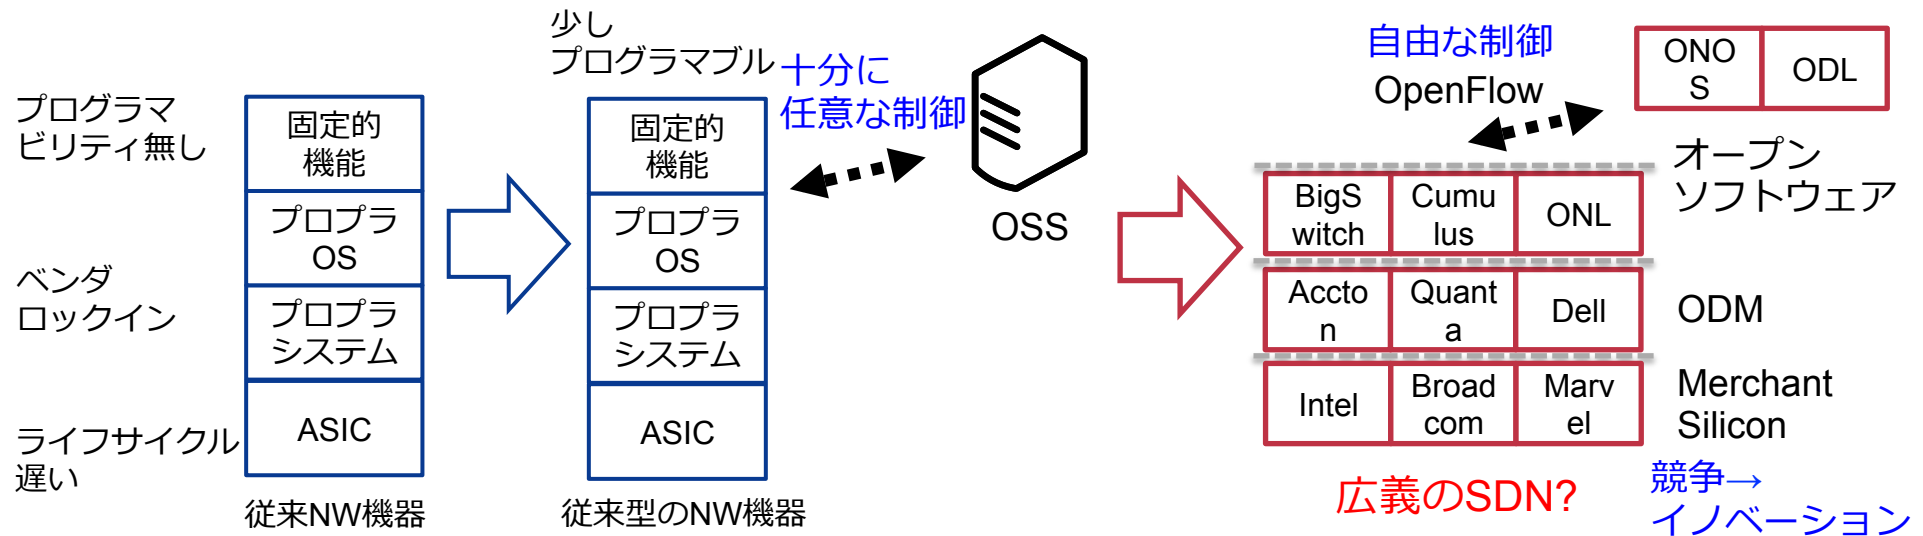 プログラマ
ビリティ無し
ベンダ
ロックイン
ライフサイクル
遅い
固定的
機能
プロプラ
OS
プロプラ
システム
ASIC
従来NW機器
少し
プログラマブル
固定的
機能
プロプラ
OS
プロプラ
システム
ASIC
従来型のNW機器
十分に
任意な制御
OSS
自由な制御
OpenFlow
ONO
S
ODL
オープン
ソフトウェア
BigS
witch
Cumu
lus
ONL
Accto
n
Quant
a
Dell
ODM
Intel
Broad
com
Marv
el
Merchant
Silicon
広義のSDN?
競争→
イノベーション